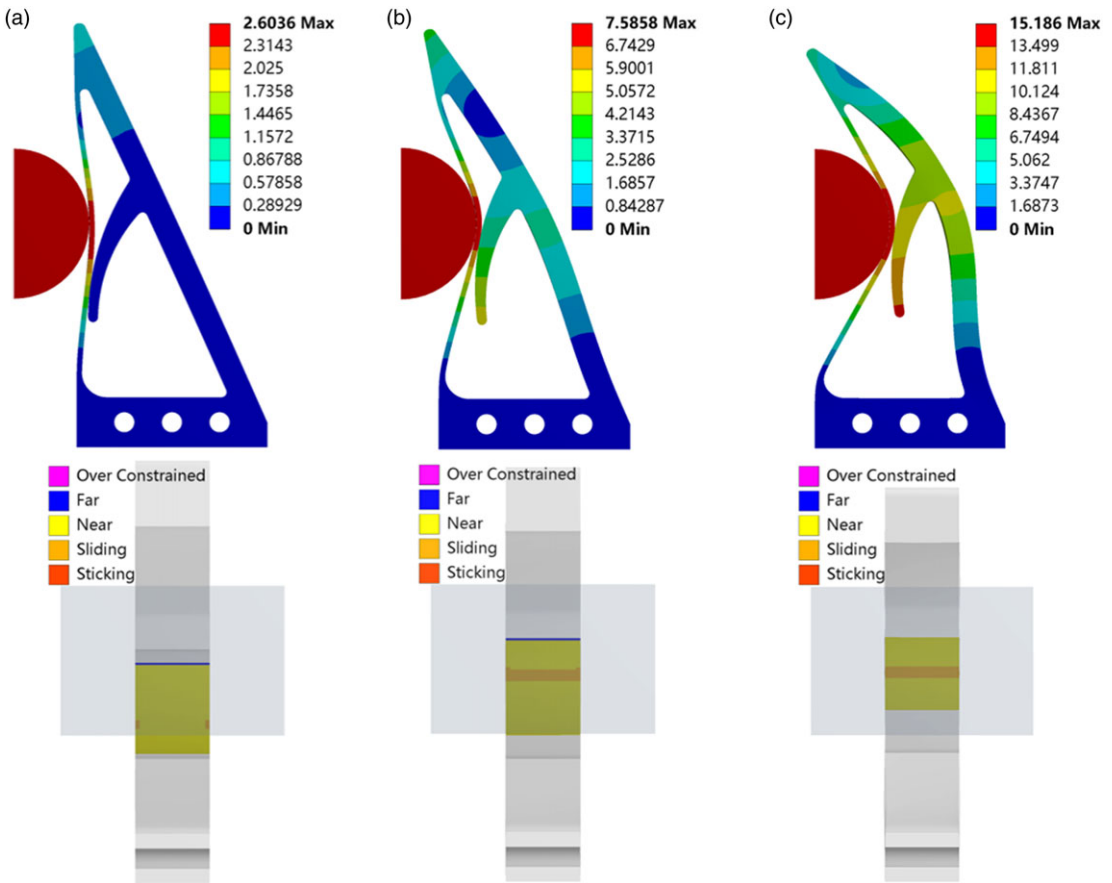 (a)
2.6036 Max
2.3143
2.025
1.7358
1.4465
1.1572
0.86788
0.57858
0.28929
0 Min
(b)
7.5858 Max
6.7429
5.9001
5.0572
4.2143
3.3715
2.5286
1.6857
0.84287
0 Min
(c)
15.186 Max
13.499
11.811
10.124
8.4367
6.7494
5.062
3.3747
1.6873
0 Min
Over Constrained
Far
Near
Sliding
Sticking
Over Constrained
Far
Near
Sliding
Sticking
Over Constrained
Far
Near
Sliding
Sticking